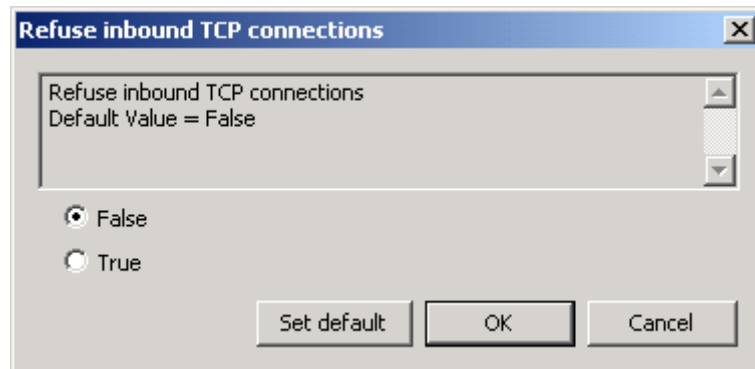 Refuse inbound TCP connections
Refuse inbound TCP connections
Default Value = False
False
True
Set default OK Cancel